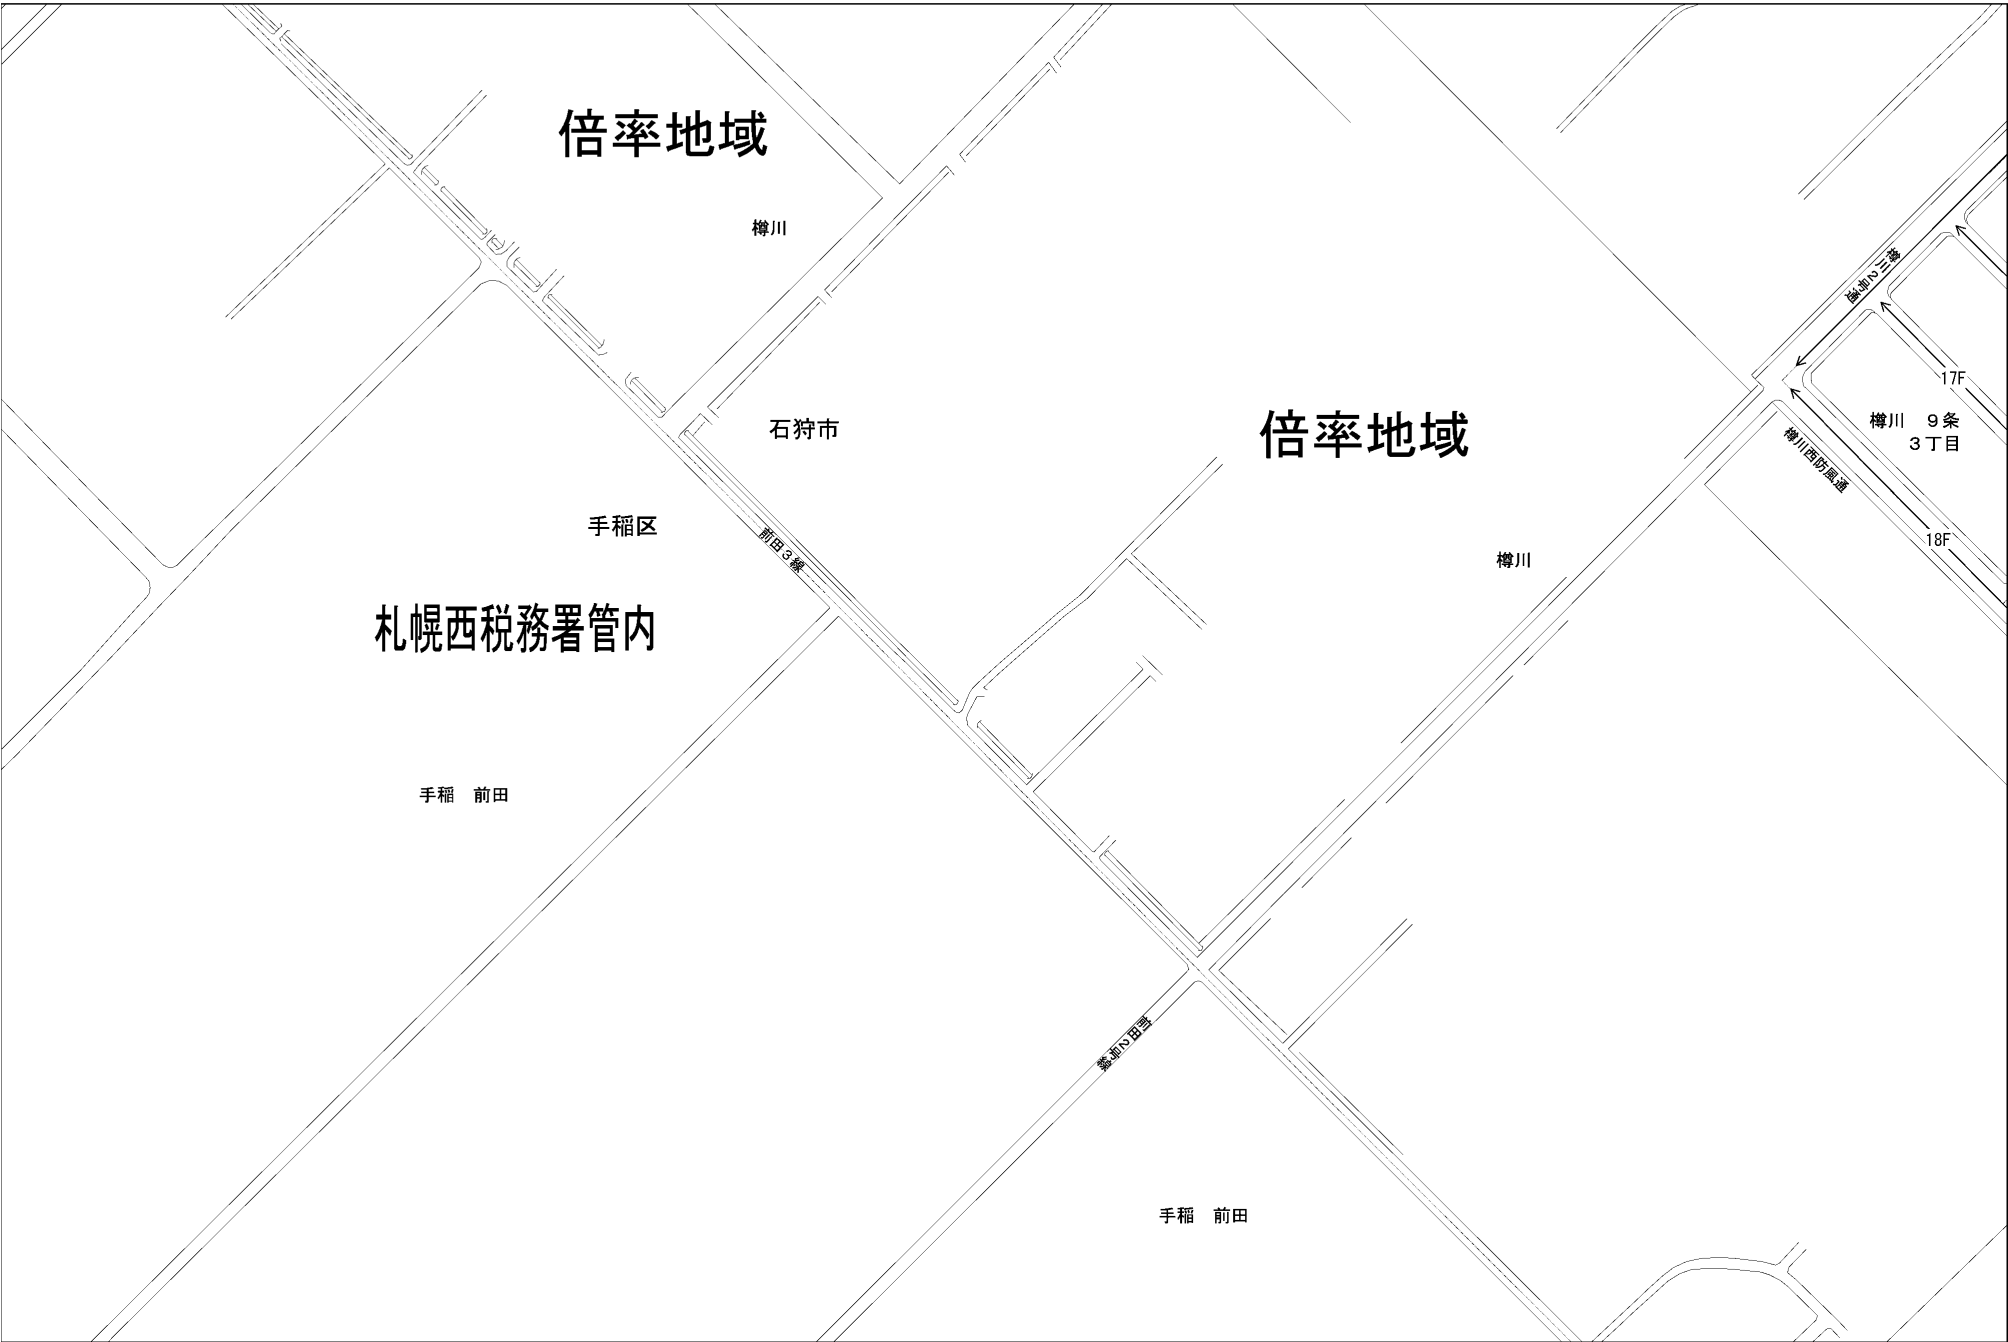 倍率地域
樽川
樽川2号通
17F
樽川　９条
３丁目
石狩市
倍率地域
樽川西防風通
手稲区
前田３線
18F
樽川
札幌西税務署管内
手稲　前田
前田2号線
手稲　前田